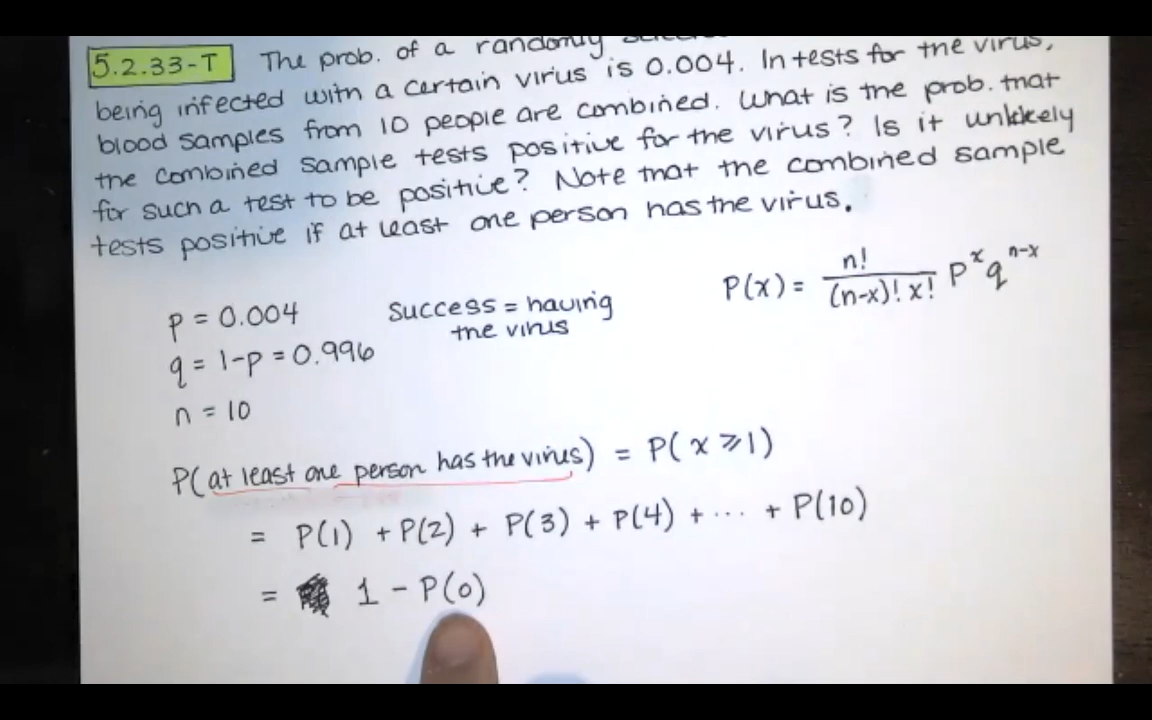 5.2.33-T The prob. of a randomly
being infected with a certain virus is 0.004. In tests for the virus,
blood samples from 10 people are combined. What is the prob. that
the combined sample tests positive for the virus? Is it unlikely
for such a test to be positive? Note that the combined sample
tests positive if at least one person has the virus.
P(x) = n! / (n-x)! x! p^x q^n-x
p = 0.004
success = having
the virus
q = 1-p = 0.996
n = 10
P(at least one person has the virus) = P(x ≥ 1)
= P(1) + P(2) + P(3) + P(4) + ... + P(10)
= 1 - P(0)